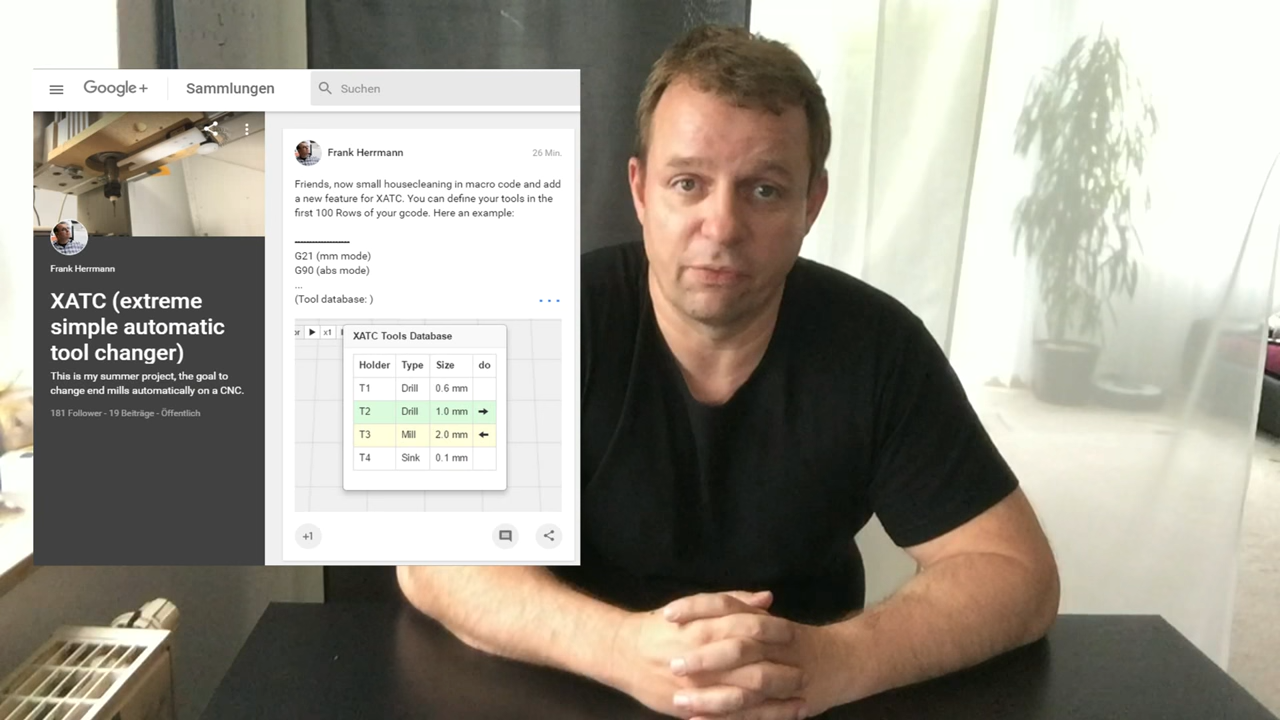 Google+
Sammlungen
Suchen
Frank Herrmann
XATC (extreme
simple automatic
tool changer)
This is my summer project, the goal to
change end mills automatically on a CNC.
181 Follower - 19 Beiträge - Öffentlich
Frank Herrmann
26 Min.
Friends, now small housecleaning in macro code and add
a new feature for XATC. You can define your tools in the
first 100 Rows of your gcode. Here an example:
--------------------
G21 (mm mode)
G90 (abs mode)
...
(Tool database: )
x1
XATC Tools Database
Holder Type Size do
T1 Drill 0.6 mm
T2 Drill 1.0 mm
T3 Mill 2.0 mm
T4 Sink 0.1 mm
+1